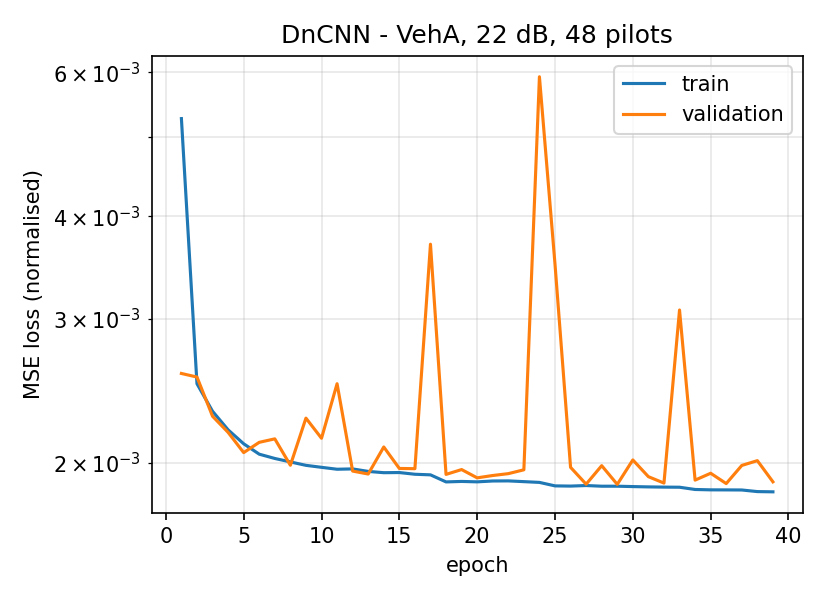 DnCNN - VehA, 22 dB, 48 pilots
train
validation
6 × 10⁻³
4 × 10⁻³
3 × 10⁻³
2 × 10⁻³
MSE loss (normalised)
0 5 10 15 20 25 30 35 40
epoch